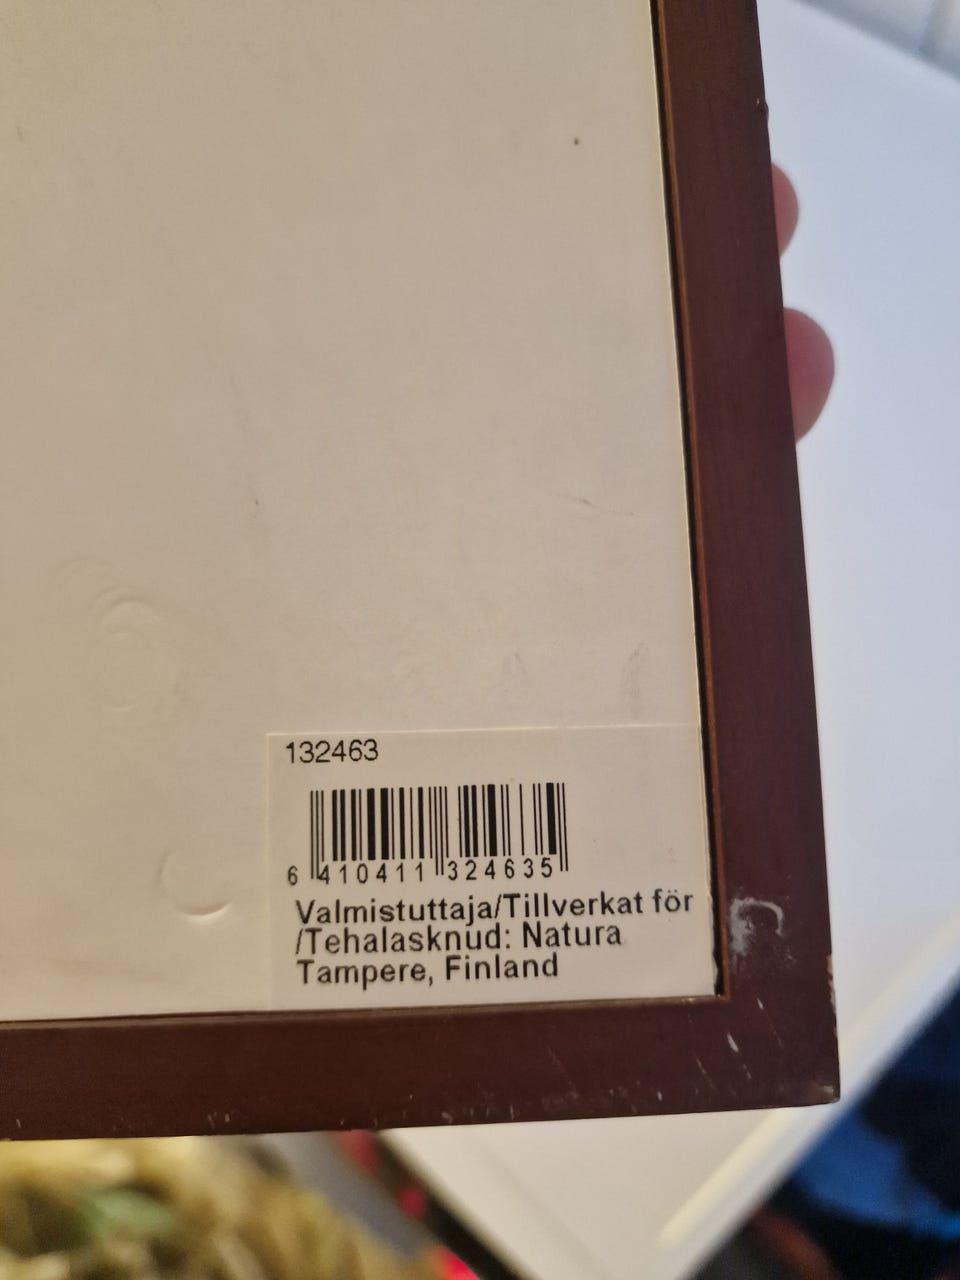 132463
6 410411 324635
Valmistuttaja/Tillverkat för
/Tehalasknud: Natura
Tampere, Finland